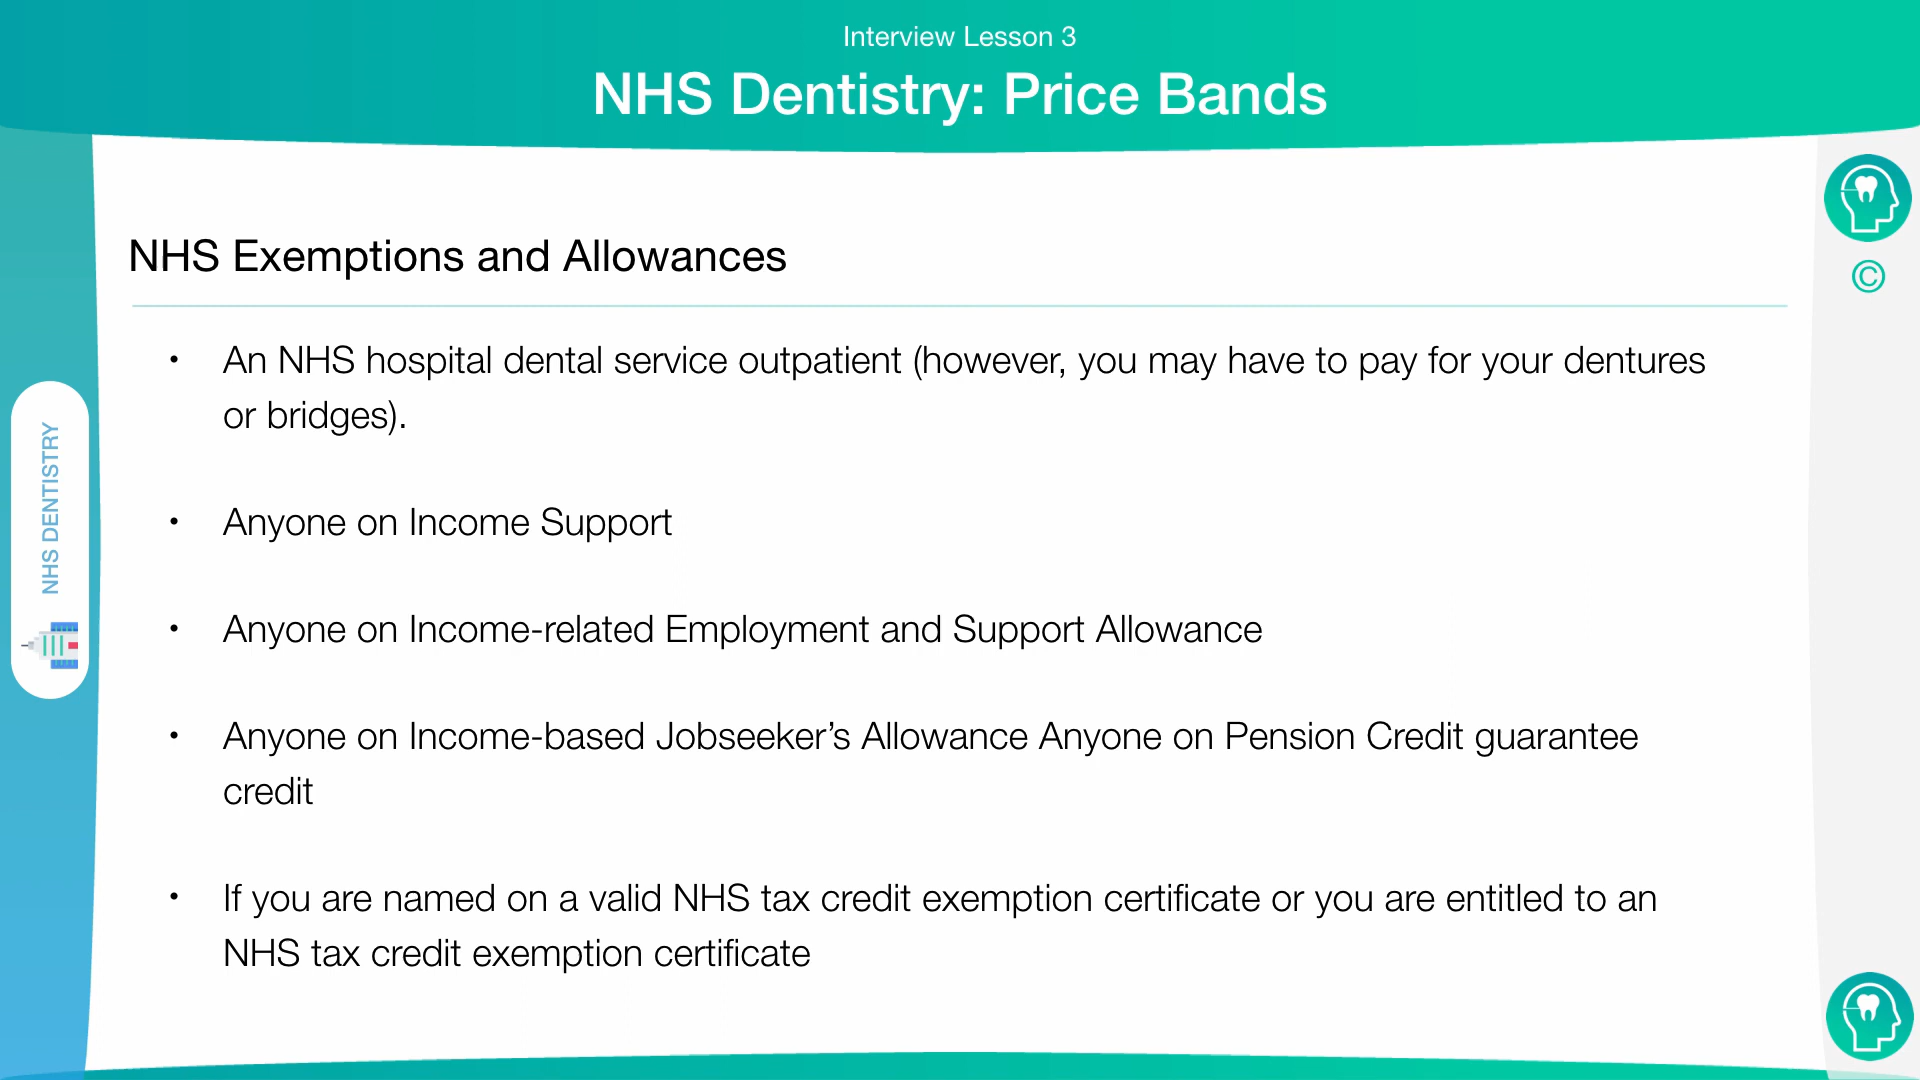 Interview Lesson 3
NHS Dentistry: Price Bands
NHS Exemptions and Allowances
• An NHS hospital dental service outpatient (however, you may have to pay for your dentures
or bridges).
• Anyone on Income Support
• Anyone on Income-related Employment and Support Allowance
• Anyone on Income-based Jobseeker’s Allowance Anyone on Pension Credit guarantee
credit
• If you are named on a valid NHS tax credit exemption certificate or you are entitled to an
NHS tax credit exemption certificate
NHS DENTISTRY
©